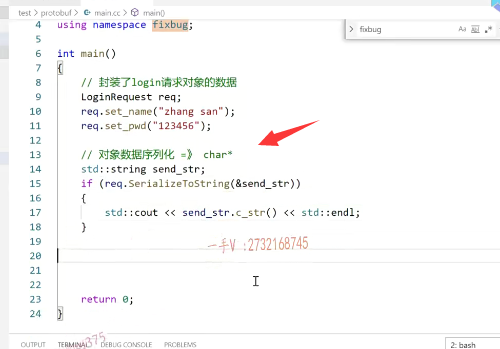 test > protobuf > main.cc > main()
4 using namespace fixbug;
fixbug
5
6 int main()
7 {
8 // 封装了login请求对象的数据
9 LoginRequest req;
10 req.set_name("zhang san");
11 req.set_pwd("123456");
12
13 // 对象数据序列化 =》 char*
14 std::string send_str;
15 if (req.SerializeToString(&send_str))
16 {
17 std::cout << send_str.c_str() << std::endl;
18 }
19
一手V :2732168745
20
21
22
23 return 0;
24 }
OUTPUT TERMINAL DEBUG CONSOLE PROBLEMS
2: bash